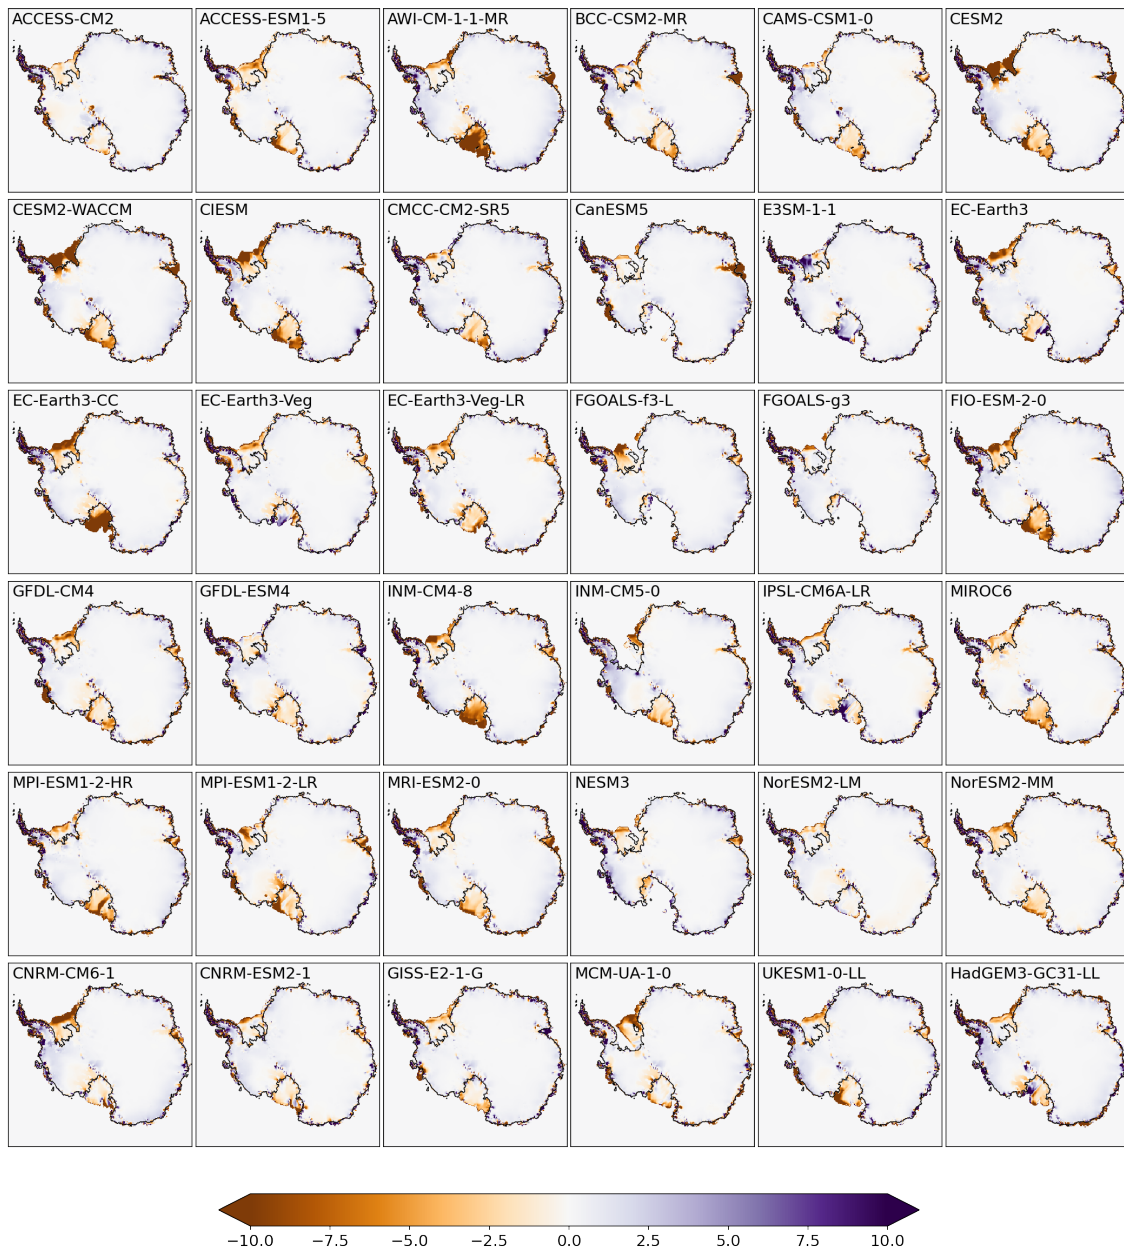 ACCESS-CM2 ACCESS-ESM1-5 AWI-CM-1-1-MR BCC-CSM2-MR CAMS-CSM1-0 CESM2
CESM2-WACCM CIESM CMCC-CM2-SR5 CanESM5 E3SM-1-1 EC-Earth3
EC-Earth3-CC EC-Earth3-Veg EC-Earth3-Veg-LR FGOALS-f3-L FGOALS-g3 FIO-ESM-2-0
GFDL-CM4 GFDL-ESM4 INM-CM4-8 INM-CM5-0 IPSL-CM6A-LR MIROC6
MPI-ESM1-2-HR MPI-ESM1-2-LR MRI-ESM2-0 NESM3 NorESM2-LM NorESM2-MM
CNRM-CM6-1 CNRM-ESM2-1 GISS-E2-1-G MCM-UA-1-0 UKESM1-0-LL HadGEM3-GC31-LL
−10.0 −7.5 −5.0 −2.5 0.0 2.5 5.0 7.5 10.0